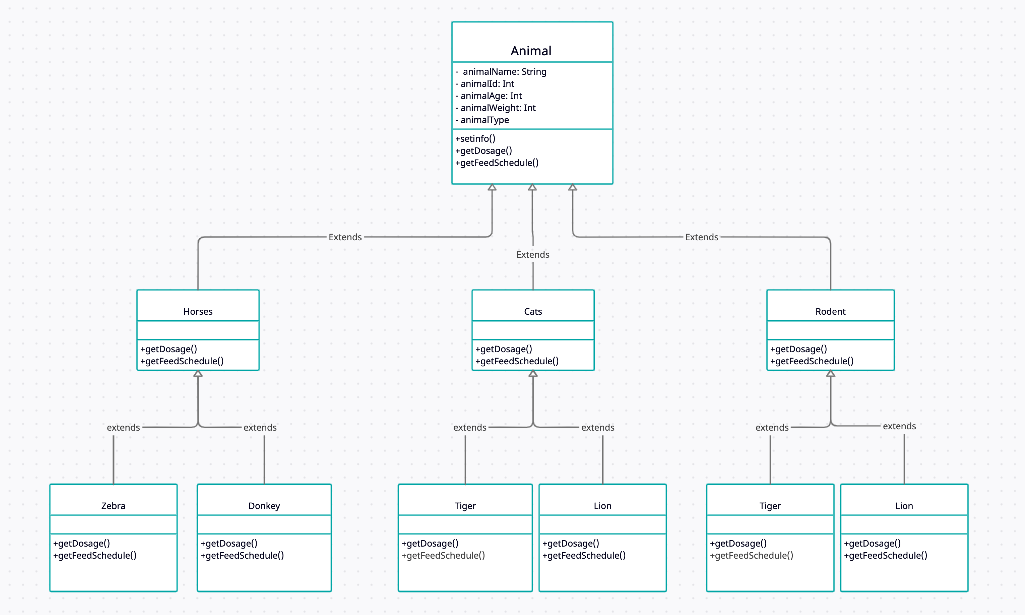 Animal
- animalName: String
- animalId: Int
- animalAge: Int
- animalWeight: Int
- animalType
+setinfo()
+getDosage()
+getFeedSchedule()
Extends
Extends
Extends
Horses
+getDosage()
+getFeedSchedule()
Cats
+getDosage()
+getFeedSchedule()
Rodent
+getDosage()
+getFeedSchedule()
extends
extends
extends
extends
extends
extends
Zebra
+getDosage()
+getFeedSchedule()
Donkey
+getDosage()
+getFeedSchedule()
Tiger
+getDosage()
+getFeedSchedule()
Lion
+getDosage()
+getFeedSchedule()
Tiger
+getDosage()
+getFeedSchedule()
Lion
+getDosage()
+getFeedSchedule()